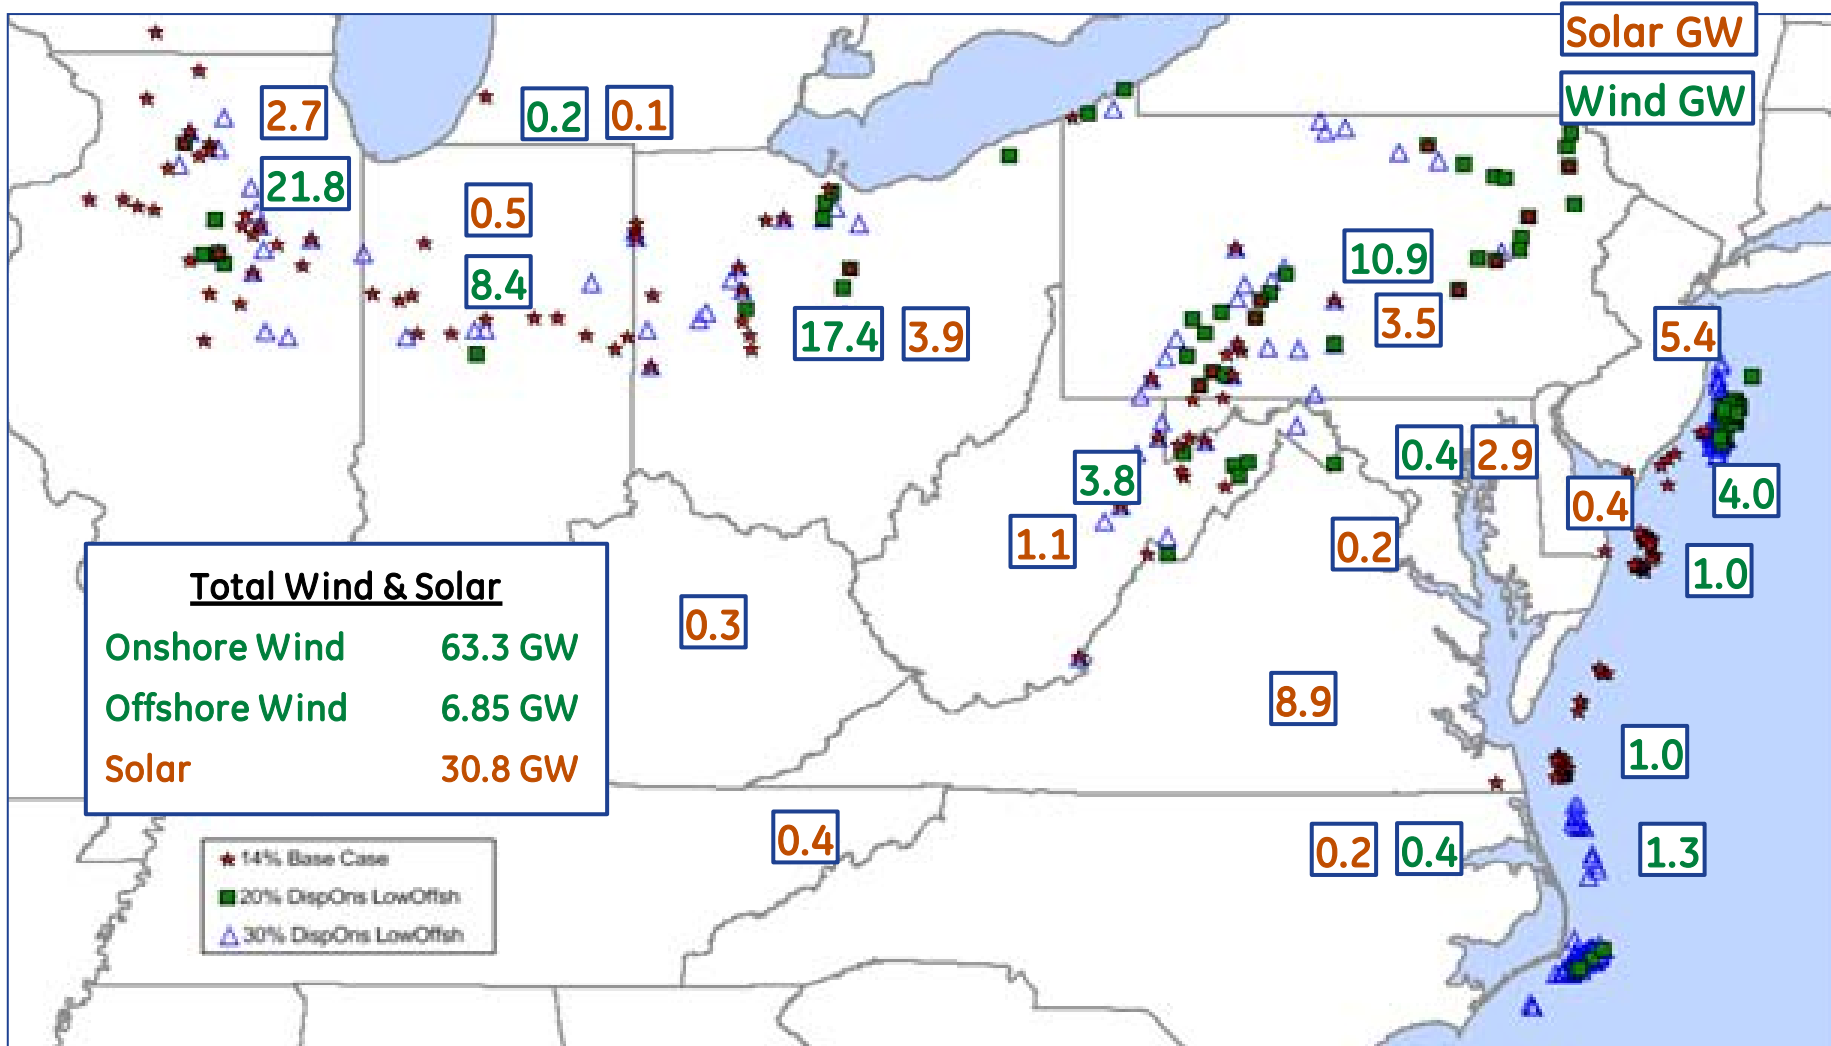 Solar GW
Wind GW
2.7
0.2 0.1
21.8
0.5
8.4
10.9
3.5
17.4 3.9
5.4
0.4 2.9
3.8
4.0
0.4
1.1
0.2
1.0
0.3
8.9
1.0
0.4
0.2 0.4
1.3
Total Wind & Solar
Onshore Wind 63.3 GW
Offshore Wind 6.85 GW
Solar 30.8 GW
14% Base Case
20% DispOns LowOffsh
30% DispOns LowOffsh